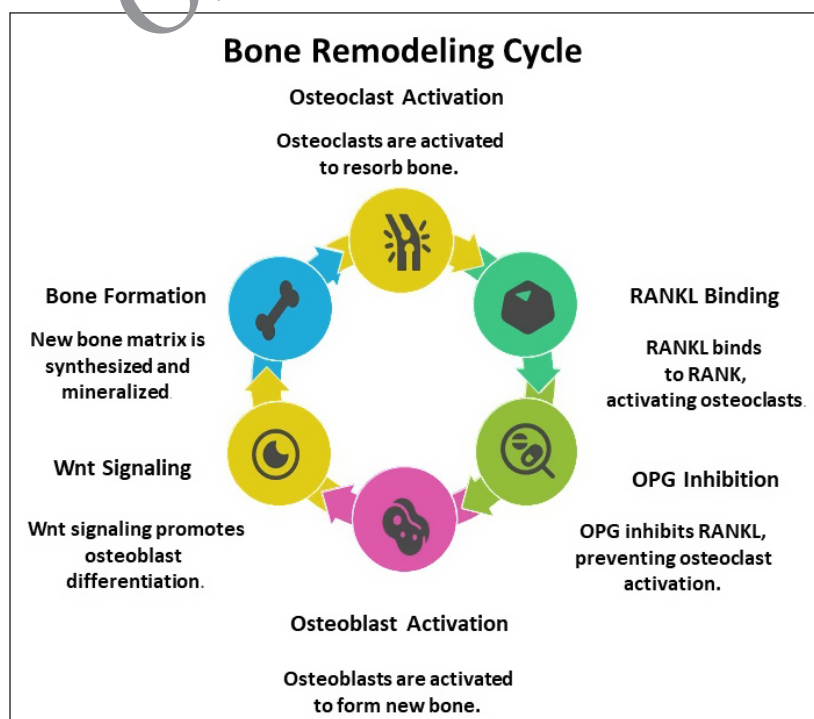 Bone Remodeling Cycle
Osteoclast Activation
Osteoclasts are activated
to resorb bone.
RANKL Binding
RANKL binds
to RANK,
activating osteoclasts.
OPG Inhibition
OPG inhibits RANKL,
preventing osteoclast
activation.
Osteoblast Activation
Osteoblasts are activated
to form new bone.
Wnt Signaling
Wnt signaling promotes
osteoblast
differentiation.
Bone Formation
New bone matrix is
synthesized and
mineralized.